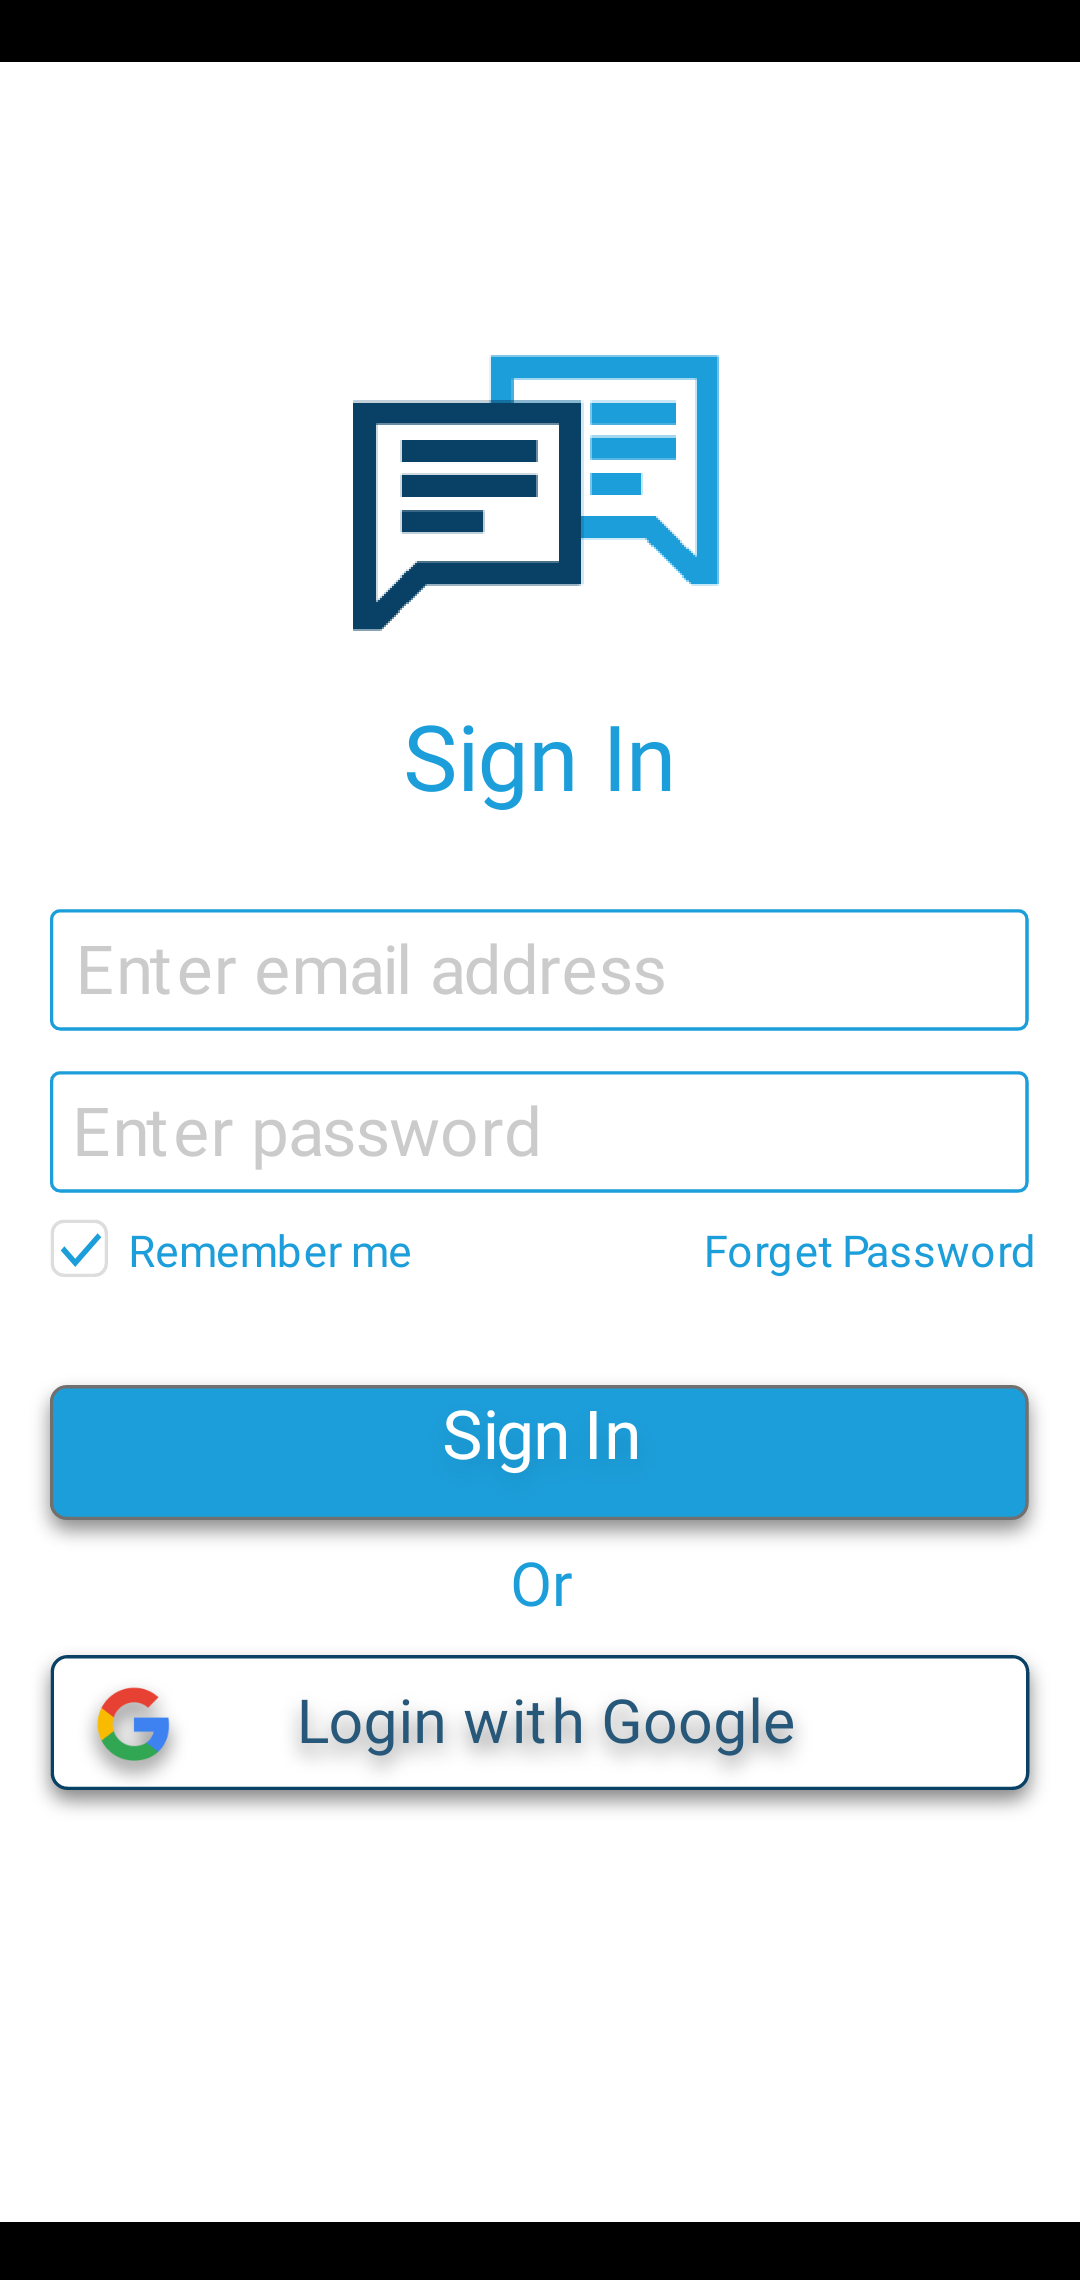 Sign In
Enter email address
Enter password
Remember me
Forget Password
Sign In
Or
Login with Google